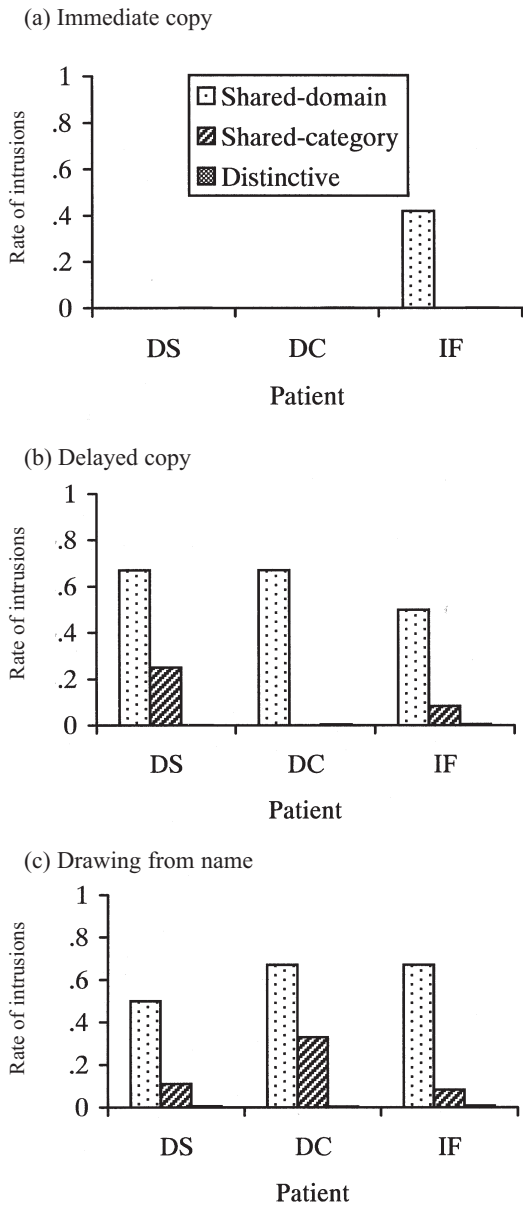 (a) Immediate copy
1
.8
.6
.4
.2
0
Rate of intrusions
Shared-domain
Shared-category
Distinctive
DS DC IF
Patient
(b) Delayed copy
1
.8
.6
.4
.2
0
Rate of intrusions
DS DC IF
Patient
(c) Drawing from name
1
.8
.6
.4
.2
0
Rate of intrusions
DS DC IF
Patient